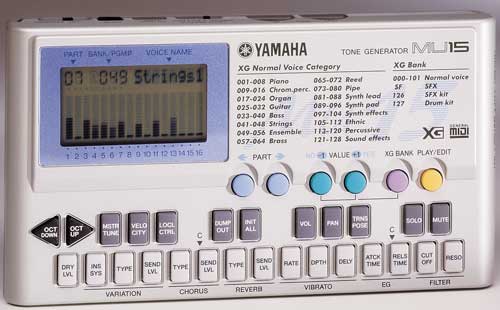 PART BANK/PGM# VOICE NAME
07 049 Strings1
1 2 3 4 5 6 7 8 9 10 11 12 13 14 15 16
YAMAHA TONE GENERATOR MU15
XG Normal Voice Category XG Bank
001-008 Piano 065-072 Reed 000-101 Normal voice
009-016 Chrom.perc. 073-080 Pipe SF SFX
017-024 Organ 081-088 Synth lead 126 SFX kit
025-032 Guitar 089-096 Synth pad 127 Drum kit
033-040 Bass 097-104 Synth effects
041-048 Strings 105-112 Ethnic
049-056 Ensemble 113-120 Percussive
057-064 Brass 121-128 Sound effects
XG GENERAL MIDI
PART NO -1 VALUE +1 YES XG BANK PLAY/EDIT
OCT DOWN OCT UP MSTR TUNE VELO CITY LOCL CTRL C DUMP OUT INIT ALL VOL PAN TRNS POSE C SOLO MUTE
DRY LVL INS SYS TYPE SEND LVL TYPE SEND LVL TYPE SEND LVL RATE DPTH DELY ATCK TIME RELS TIME CUT OFF RESO
VARIATION CHORUS REVERB VIBRATO EG FILTER